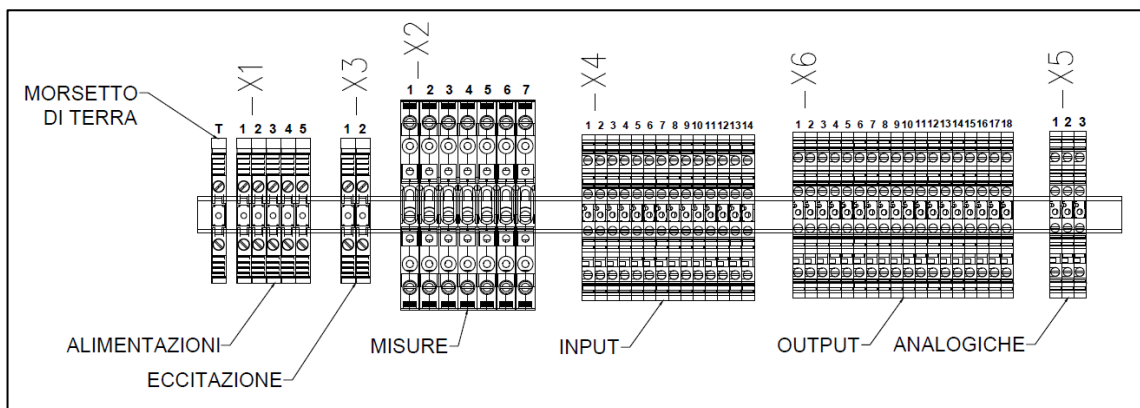 -X1
-X3
-X2
-X4
-X6
-X5
MORSETTO
DI TERRA
T 1 2 3 4 5
1 2
1 2 3 4 5 6 7
1 2 3 4 5 6 7 8 9 10 11 12 13 14
1 2 3 4 5 6 7 8 9 10 11 12 13 14 15 16 17 18
1 2 3
ALIMENTAZIONI
ECCITAZIONE
MISURE
INPUT
OUTPUT
ANALOGICHE